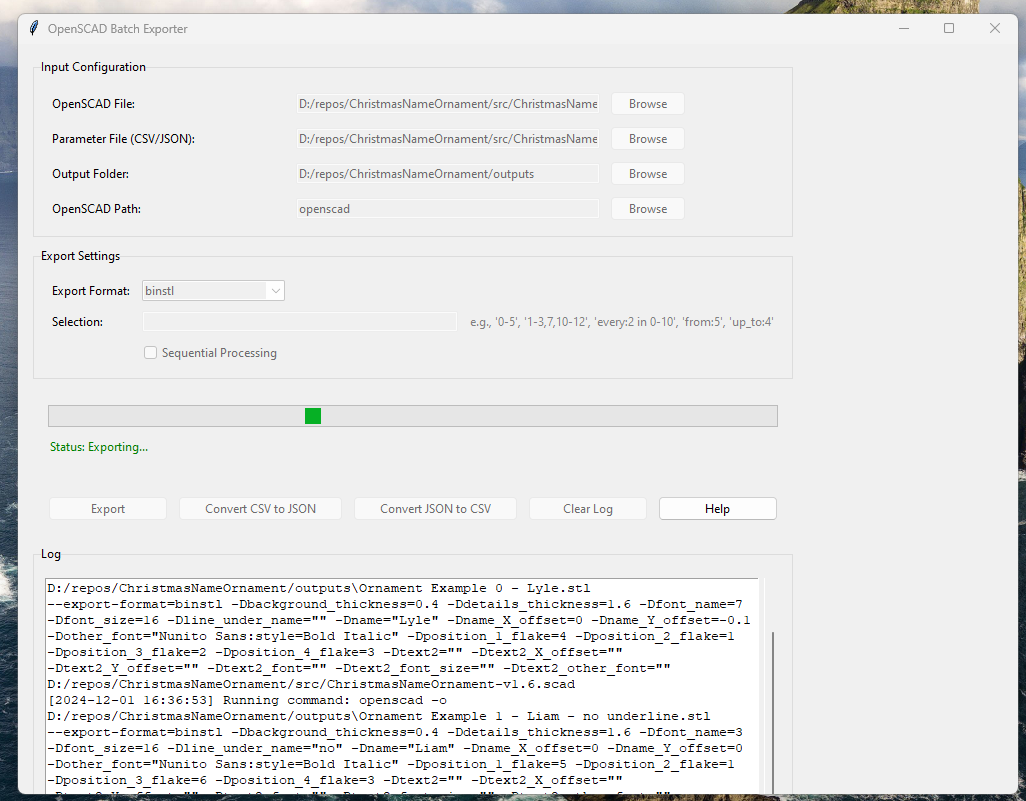 OpenSCAD Batch Exporter
Input Configuration
OpenSCAD File: D:/repos/ChristmasNameOrnament/src/ChristmasName Browse
Parameter File (CSV/JSON): D:/repos/ChristmasNameOrnament/src/ChristmasName Browse
Output Folder: D:/repos/ChristmasNameOrnament/outputs Browse
OpenSCAD Path: openscad Browse
Export Settings
Export Format: binstl
Selection: e.g., '0-5', '1-3,7,10-12', 'every:2 in 0-10', 'from:5', 'up_to:4'
Sequential Processing
Status: Exporting...
Export Convert CSV to JSON Convert JSON to CSV Clear Log Help
Log
D:/repos/ChristmasNameOrnament/outputs\Ornament Example 0 - Lyle.stl
--export-format=binstl -Dbackground_thickness=0.4 -Ddetails_thickness=1.6 -Dfont_name=7
-Dfont_size=16 -Dline_under_name="" -Dname="Lyle" -Dname_X_offset=0 -Dname_Y_offset=-0.1
-Dother_font="Nunito Sans:style=Bold Italic" -Dposition_1_flake=4 -Dposition_2_flake=1
-Dposition_3_flake=2 -Dposition_4_flake=3 -Dtext2="" -Dtext2_X_offset=""
-Dtext2_Y_offset="" -Dtext2_font="" -Dtext2_font_size="" -Dtext2_other_font=""
D:/repos/ChristmasNameOrnament/src/ChristmasNameOrnament-v1.6.scad
[2024-12-01 16:36:53] Running command: openscad -o
D:/repos/ChristmasNameOrnament/outputs\Ornament Example 1 - Liam - no underline.stl
--export-format=binstl -Dbackground_thickness=0.4 -Ddetails_thickness=1.6 -Dfont_name=3
-Dfont_size=16 -Dline_under_name="no" -Dname="Liam" -Dname_X_offset=0 -Dname_Y_offset=0
-Dother_font="Nunito Sans:style=Bold Italic" -Dposition_1_flake=5 -Dposition_2_flake=1
-Dposition_3_flake=6 -Dposition_4_flake=3 -Dtext2="" -Dtext2_X_offset=""